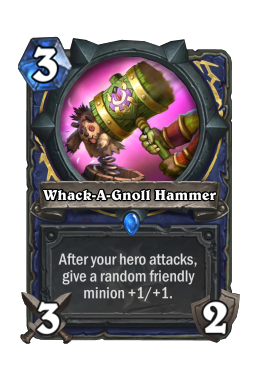 3
Whack-A-Gnoll Hammer
After your hero attacks,
give a random friendly
minion +1/+1.
3 2